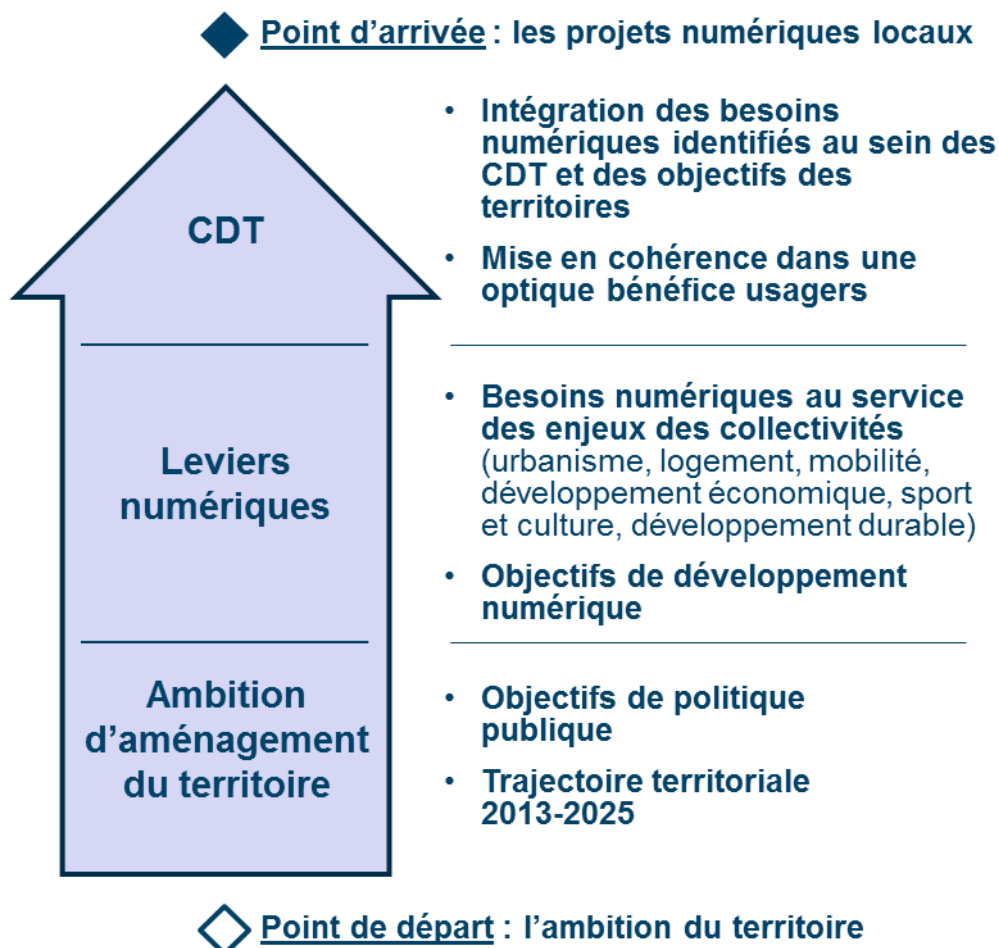 Point d’arrivée : les projets numériques locaux
CDT
• Intégration des besoins
numériques identifiés au sein des
CDT et des objectifs des
territoires
• Mise en cohérence dans une
optique bénéfice usagers
Leviers
numériques
• Besoins numériques au service
des enjeux des collectivités
(urbanisme, logement, mobilité,
développement économique, sport
et culture, développement durable)
• Objectifs de développement
numérique
Ambition
d’aménagement
du territoire
• Objectifs de politique
publique
• Trajectoire territoriale
2013-2025
Point de départ : l’ambition du territoire